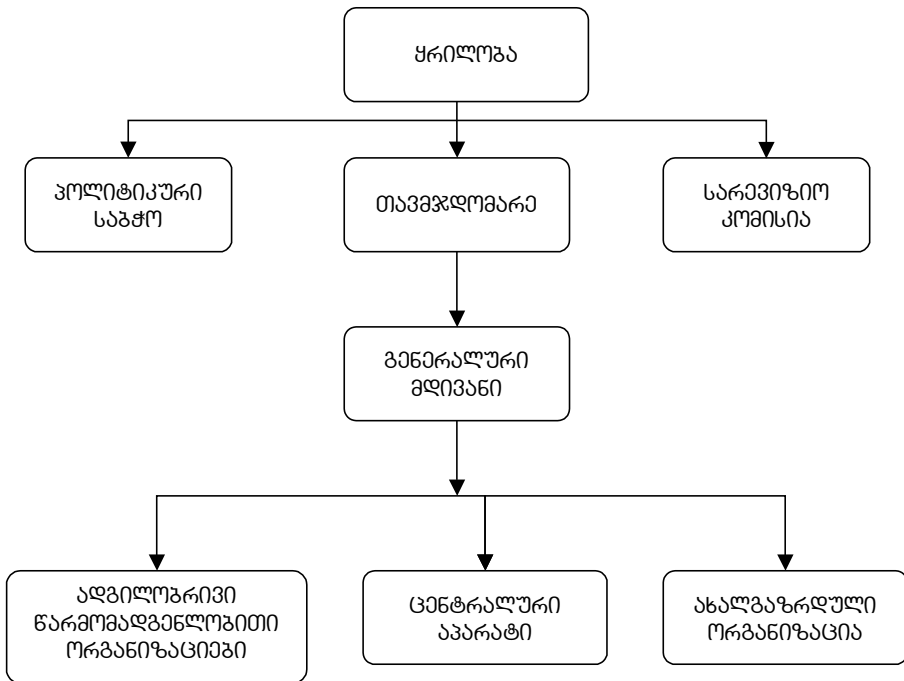 ყრილობა
პოლიტიკური
საბჭო
თავმჯდომარე
სარევიზიო
კომისია
გენერალური
მდივანი
ადგილობრივი
წარმომადგენლობითი
ორგანიზაციები
ცენტრალური
აპარატი
ახალგაზრდული
ორგანიზაცია